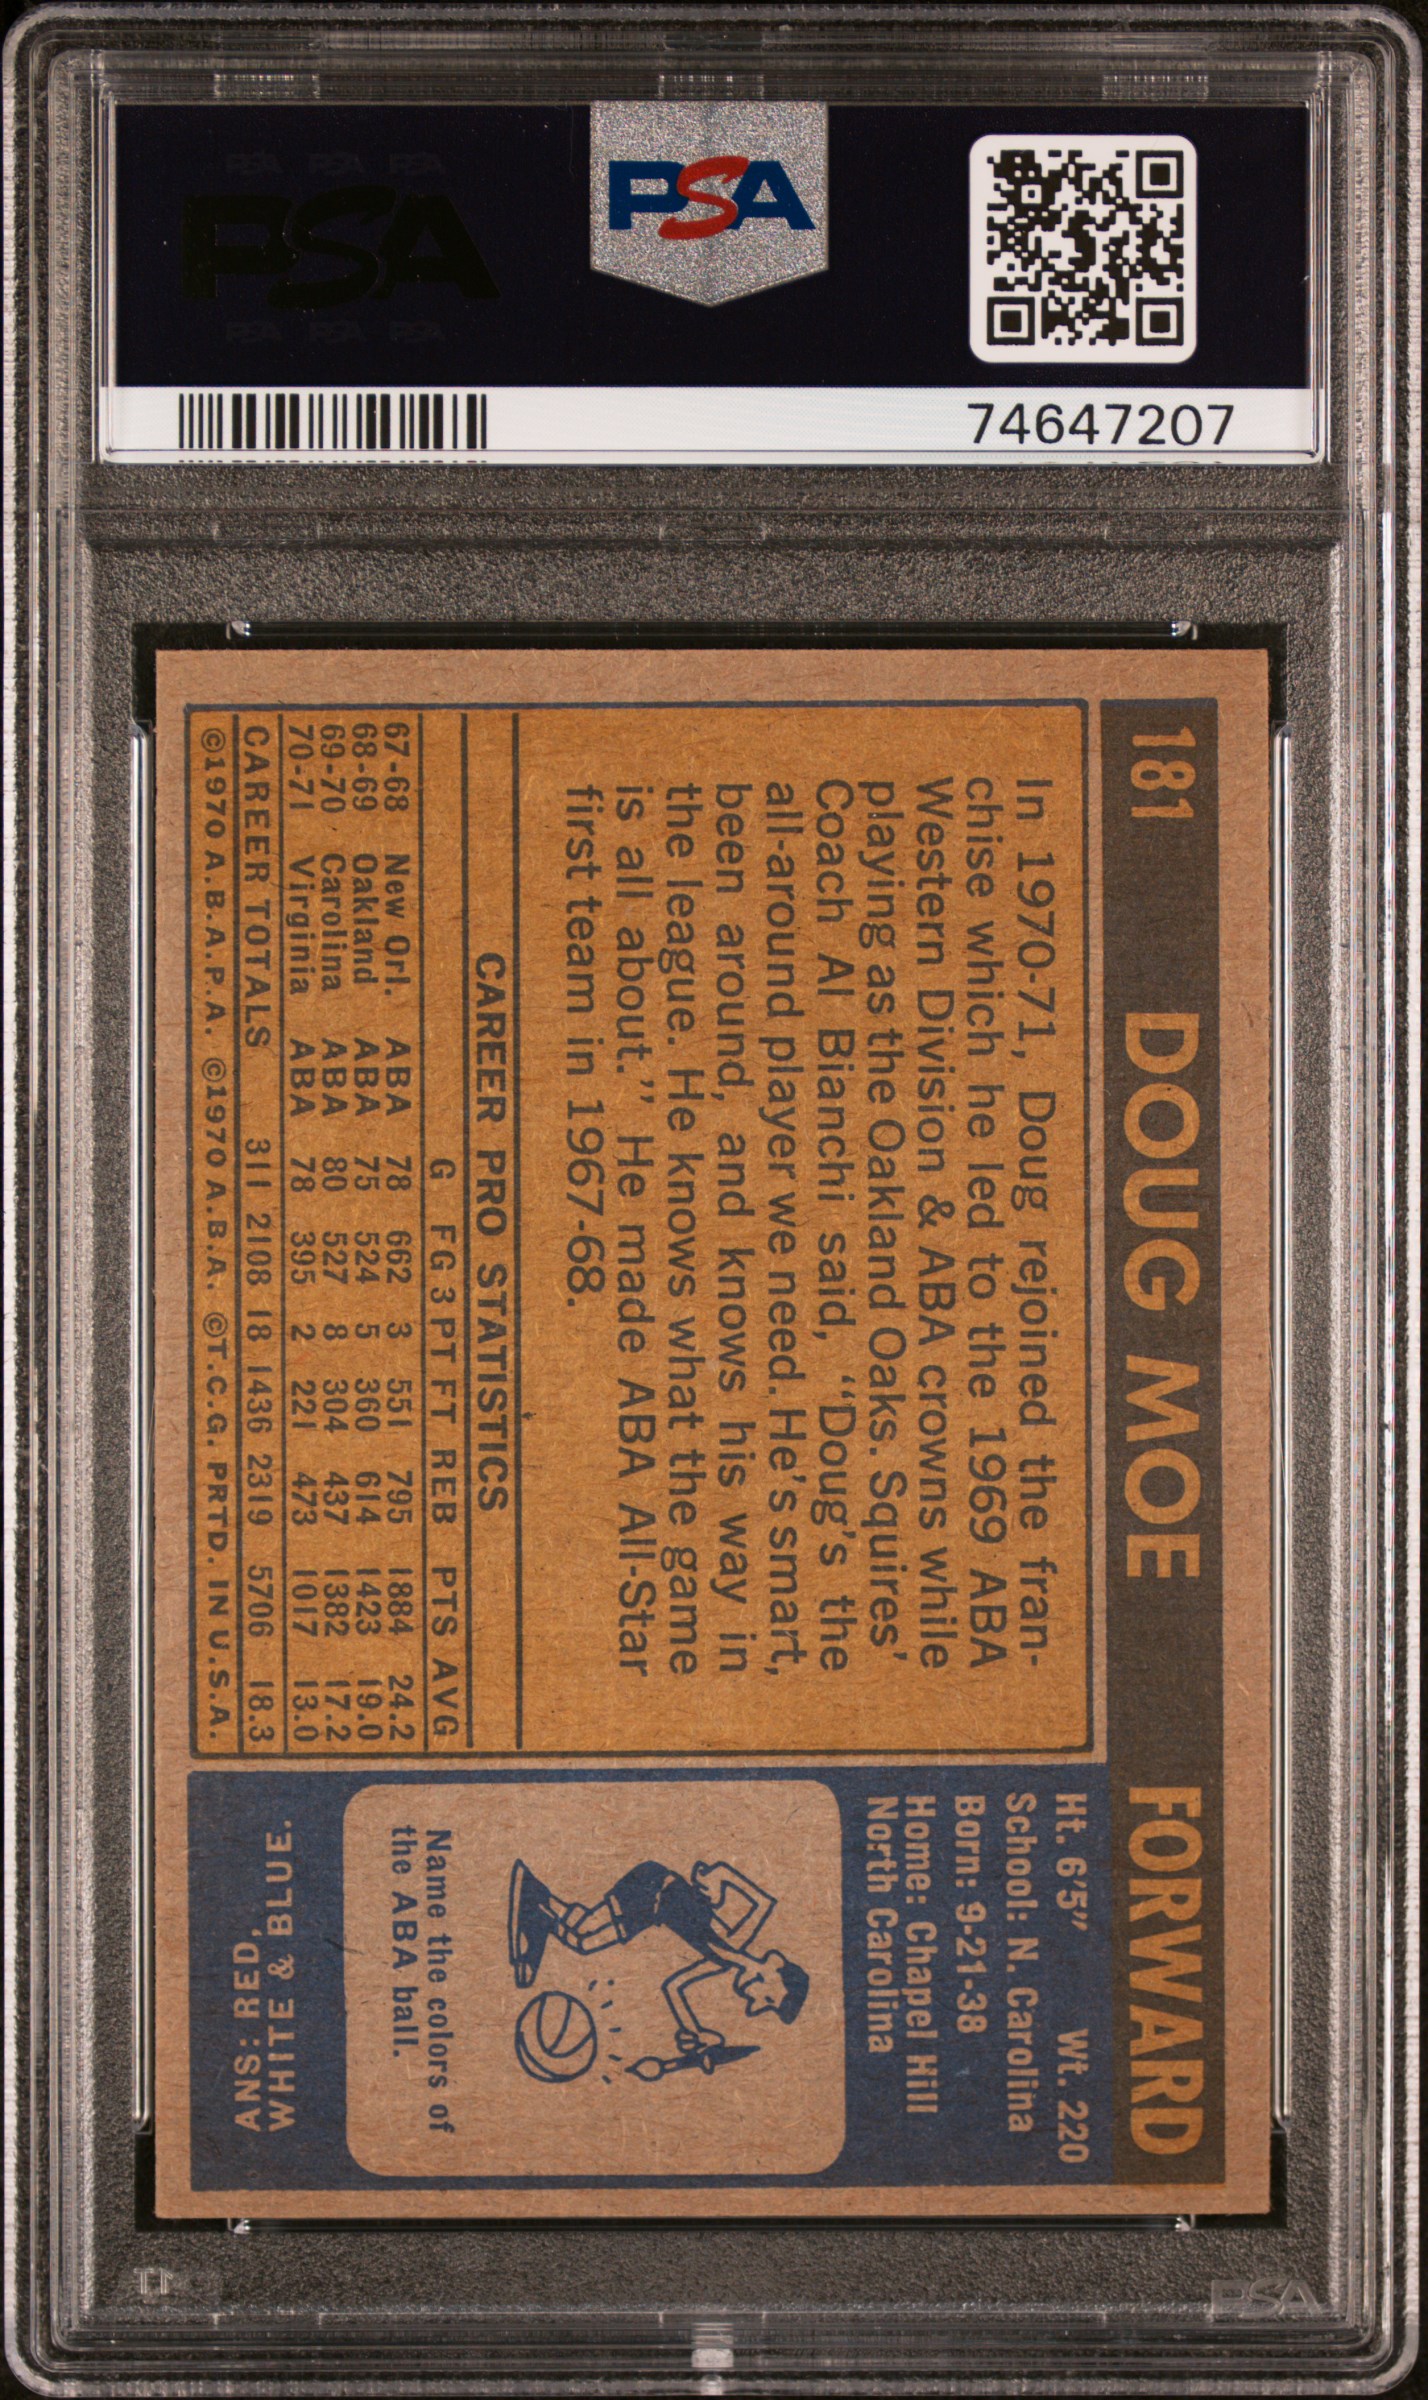 PSA
PSA PSA PSA
PSA
PSA PSA PSA
74647207
181 DOUG MOE FORWARD
In 1970-71, Doug rejoined the fran-
chise which he led to the 1969 ABA
Western Division & ABA crowns while
playing as the Oakland Oaks. Squires'
Coach Al Bianchi said, "Doug's the
all-around player we need. He's smart,
been around, and knows his way in
the league. He knows what the game
is all about." He made ABA All-Star
first team in 1967-68.
CAREER PRO STATISTICS
G FG 3PT FT REB PTS AVG
67-68 New Orl. ABA 78 662 3 551 795 1884 24.2
68-69 Oakland ABA 75 524 5 360 614 1423 19.0
69-70 Carolina ABA 80 527 8 304 437 1382 17.2
70-71 Virginia ABA 78 395 2 221 473 1017 13.0
CAREER TOTALS 311 2108 18 1436 2319 5706 18.3
©1970 A.B.A.P.A. ©1970 A.B.A. ©T.C.G. PRTD. IN U.S.A.
Ht. 6'5" Wt. 220
School: N. Carolina
Born: 9-21-38
Home: Chapel Hill
North Carolina
Name the colors of
the ABA ball.
ANS: RED,
WHITE & BLUE.
PSA